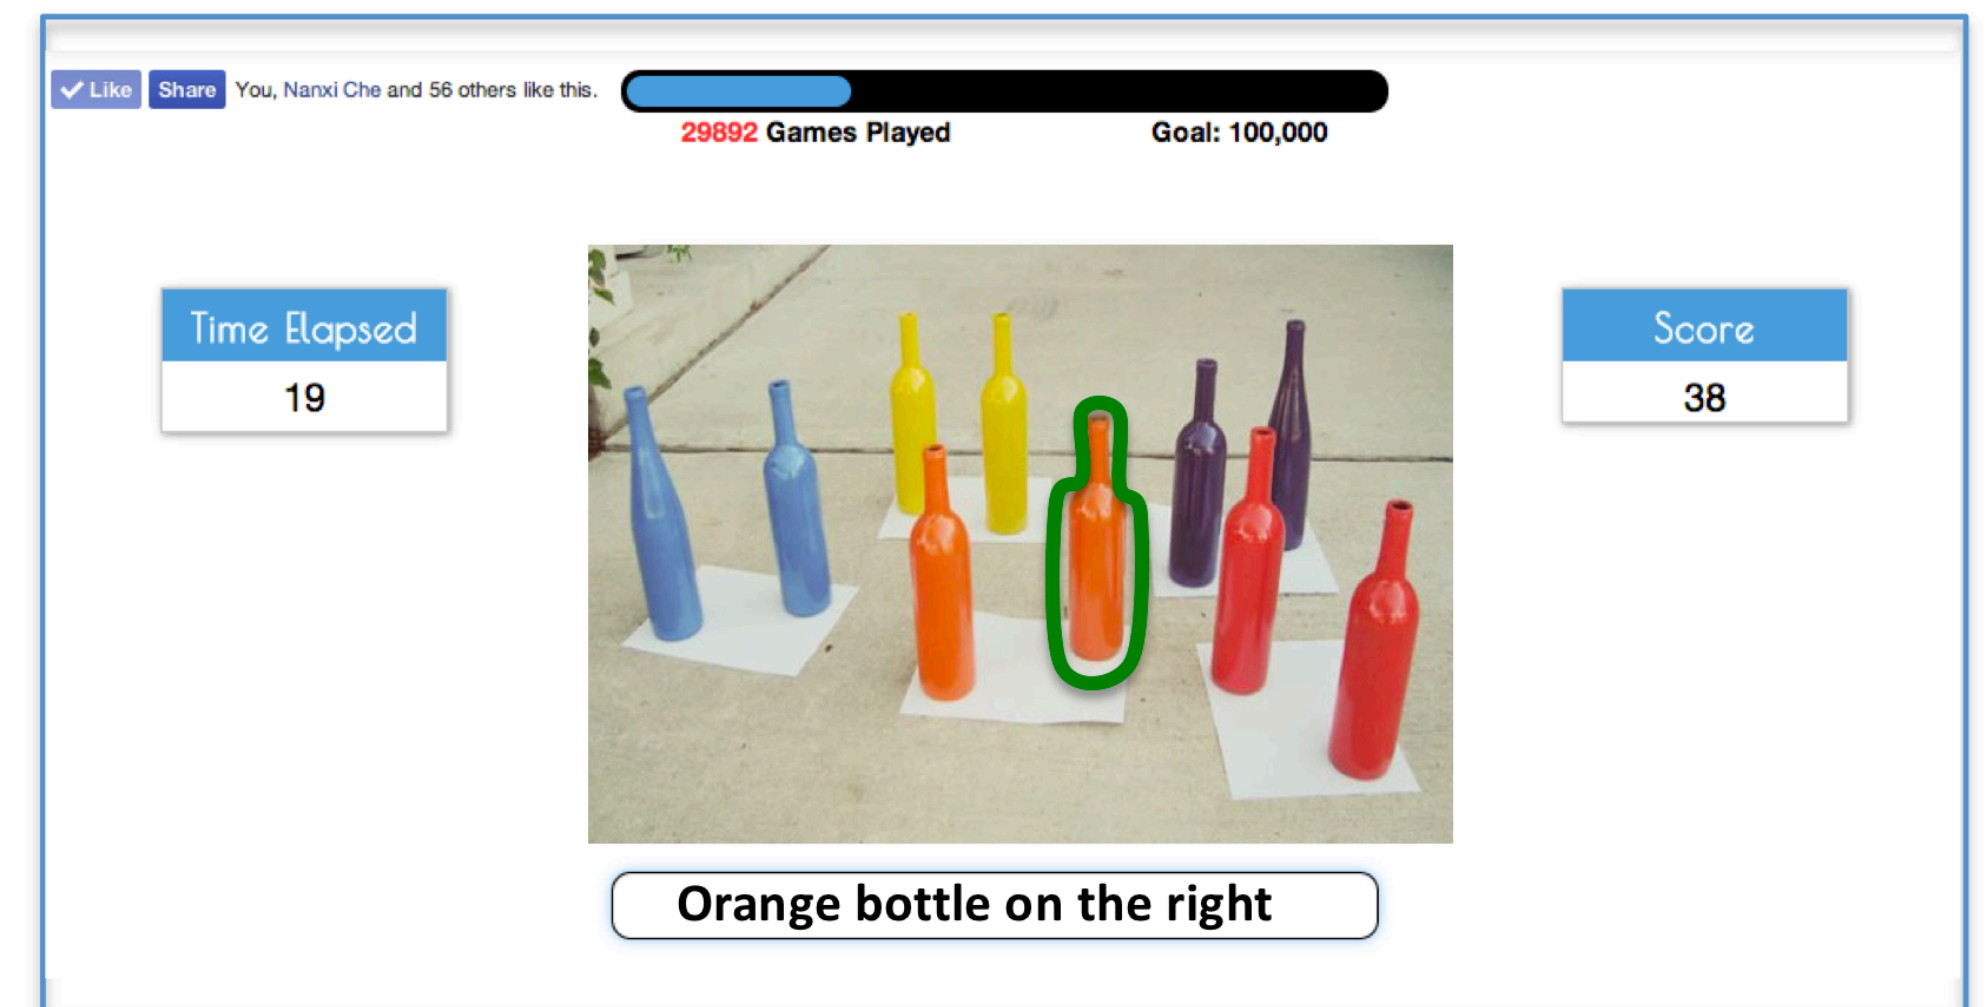 Like Share You, Nanxi Che and 56 others like this.
29892 Games Played Goal: 100,000
Time Elapsed
19
Score
38
Orange bottle on the right